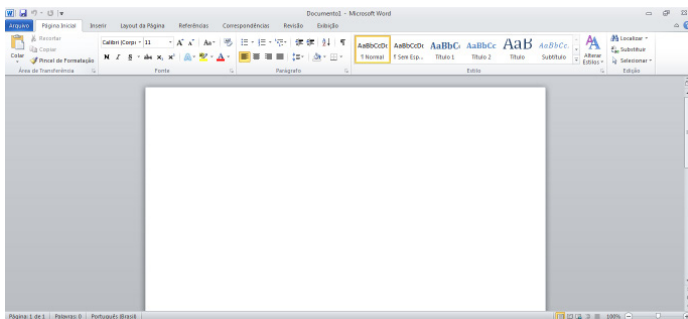 Documento1 - Microsoft Word
Arquivo Página Inicial Inserir Layout da Página Referências Correspondências Revisão Exibição
Colar
Recortar
Copiar
Pincel de Formatação
Área de Transferência
Calibri (Corpo 11
N I S abc x₂ x²
Fonte
Parágrafo
AaBbCcDc AaBbCcDc AaBbC AaBbCc AaB AaBbCc.
¶ Normal ¶ Sem Esp... Título 1 Título 2 Título Subtítulo
Alterar
Estilos
Estilo
Localizar
Substituir
Selecionar
Edição
Página: 1 de 1 Palavras: 0 Português (Brasil) 100%